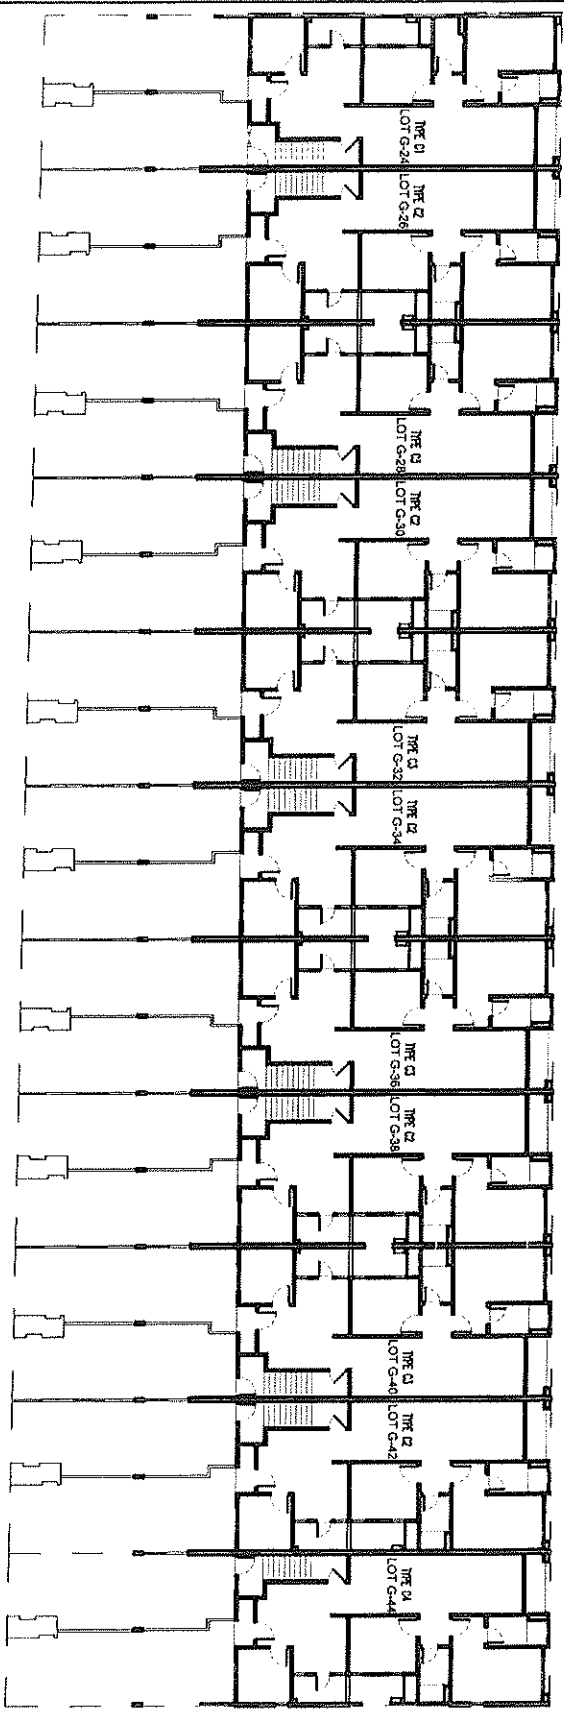 TYPE C1
LOT G-24
TYPE C2
LOT G-26
TYPE C3
LOT G-28
TYPE C2
LOT G-30
TYPE C3
LOT G-32
TYPE C2
LOT G-34
TYPE C3
LOT G-36
TYPE C2
LOT G-38
TYPE C3
LOT G-40
TYPE C2
LOT G-42
TYPE C4
LOT G-44